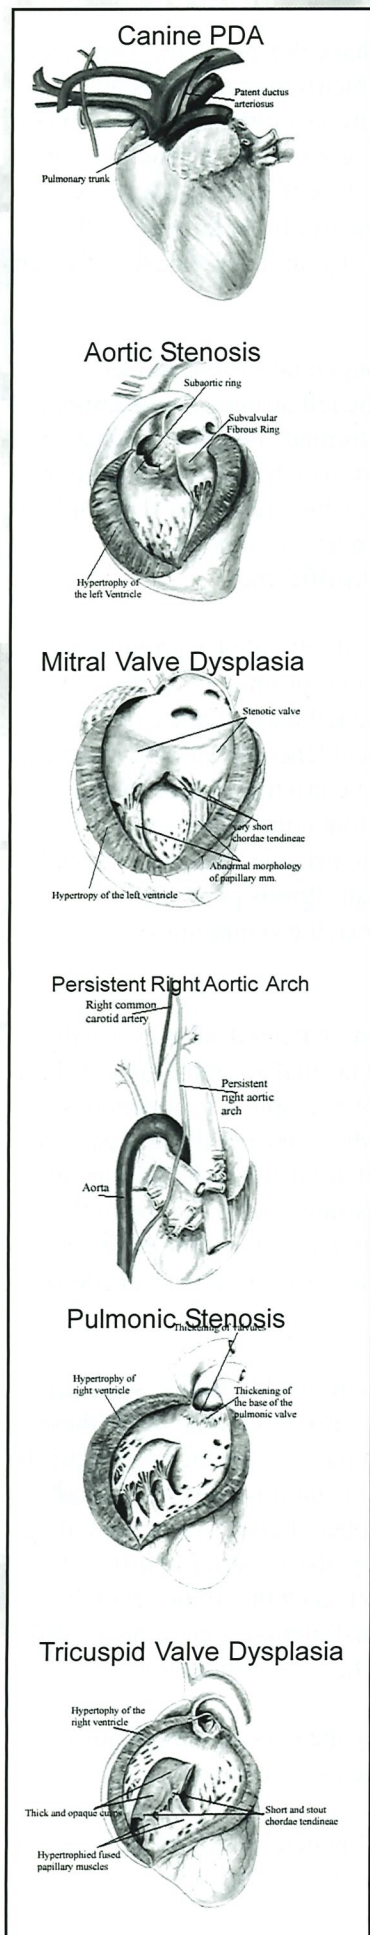 Canine PDA
Patent ductus
arteriosus
Pulmonary trunk
Aortic Stenosis
Subaortic ring
Subvalvular
Fibrous Ring
Hypertrophy of
the left Ventricle
Mitral Valve Dysplasia
Stenotic valve
very short
chordae tendineae
Abnormal morphology
of papillary mm.
Hypertropy of the left ventricle
Persistent Right Aortic Arch
Right common
carotid artery
Persistent
right aortic
arch
Aorta
Pulmonic Stenosis
Thickening of valvules
Hypertrophy of
right ventricle
Thickening of
the base of the
pulmonic valve
Tricuspid Valve Dysplasia
Hypertophy of the
right ventricle
Thick and opaque cusps
Short and stout
chordae tendineae
Hypertrophied fused
papillary muscles